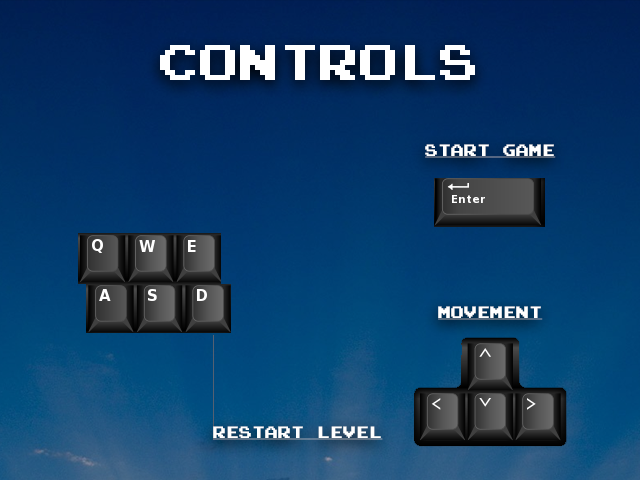 CONTROLS
START GAME
Enter
Q W E
A S D
MOVEMENT
^
< v >
RESTART LEVEL